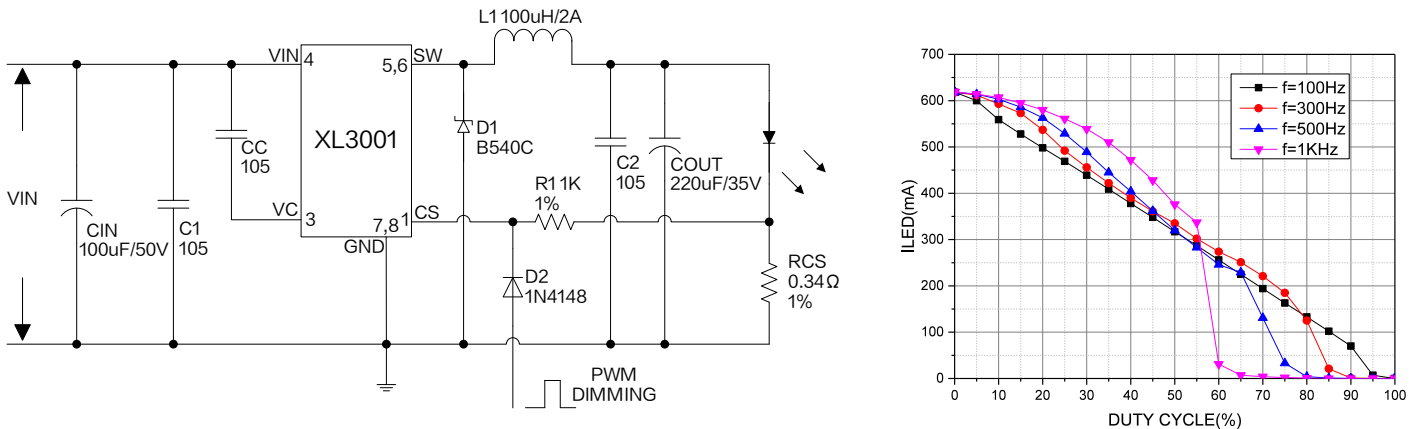 L1 100uH/2A
VIN 4
5,6 SW
XL3001
CC
105
D1
B540C
C2
105
COUT
220uF/35V
VIN
CIN
100uF/50V
C1
105
VC 3
7,8
1 CS
GND
R1 1K
1%
D2
1N4148
RCS
0.34Ω
1%
PWM
DIMMING
700
600
500
400
300
200
100
0
ILED(mA)
f=100Hz
f=300Hz
f=500Hz
f=1KHz
0 10 20 30 40 50 60 70 80 90 100
DUTY CYCLE(%)